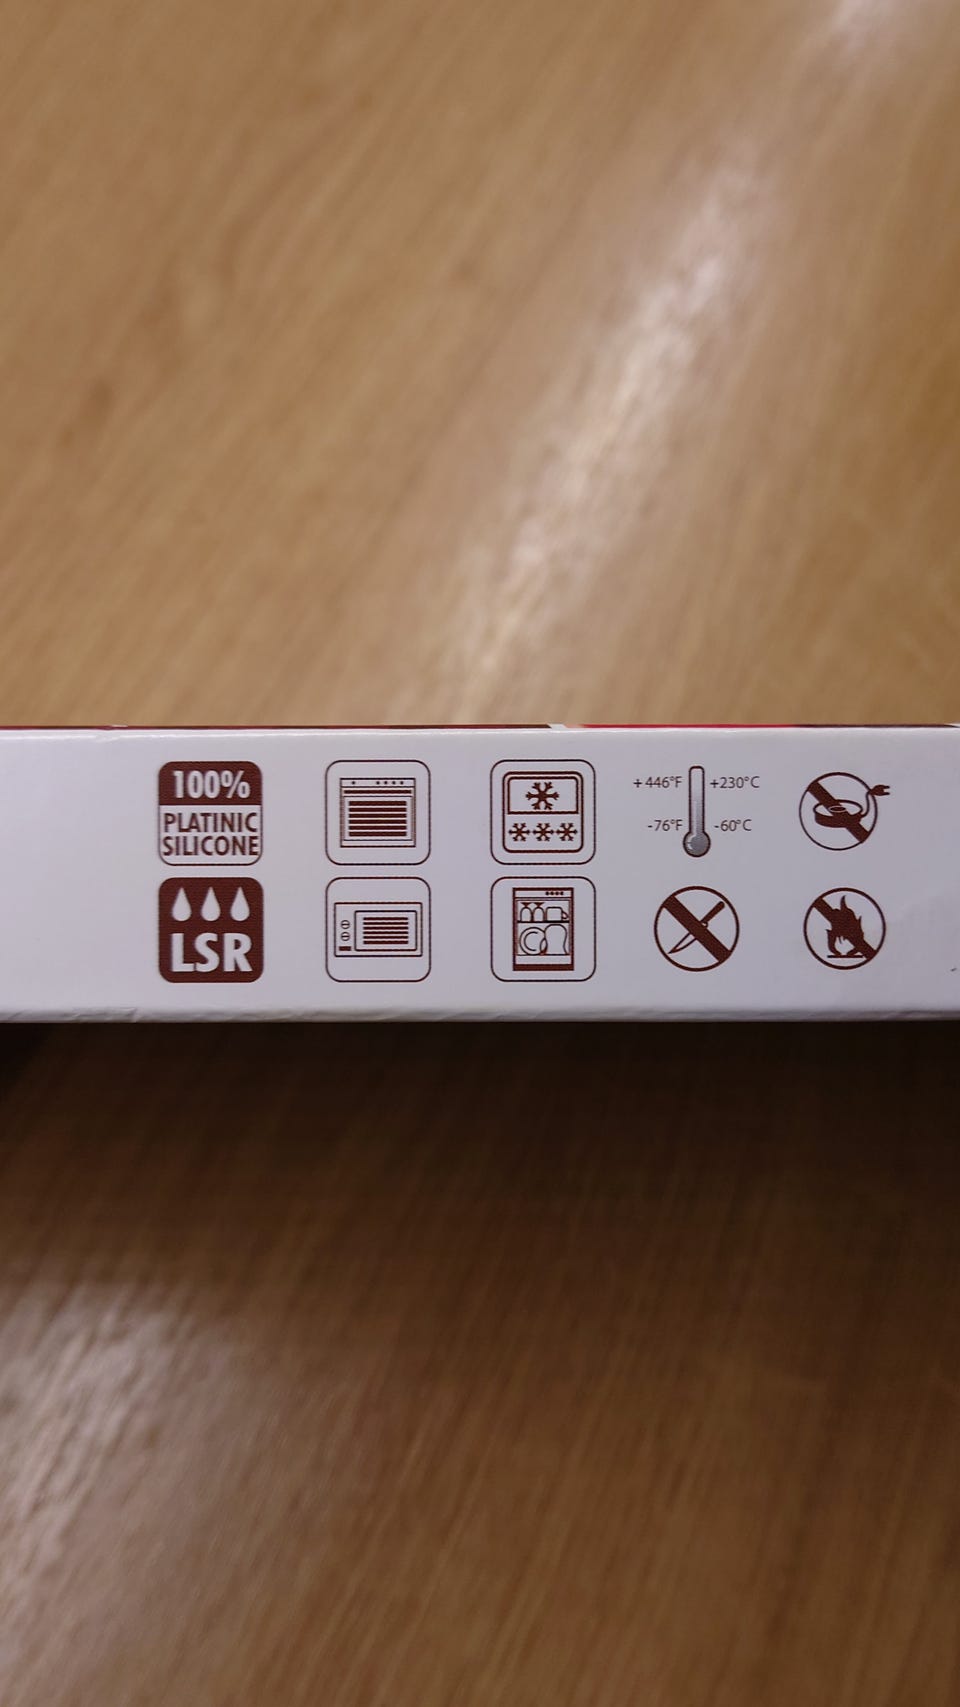 100%
PLATINIC
SILICONE
+446°F +230°C
-76°F -60°C
LSR